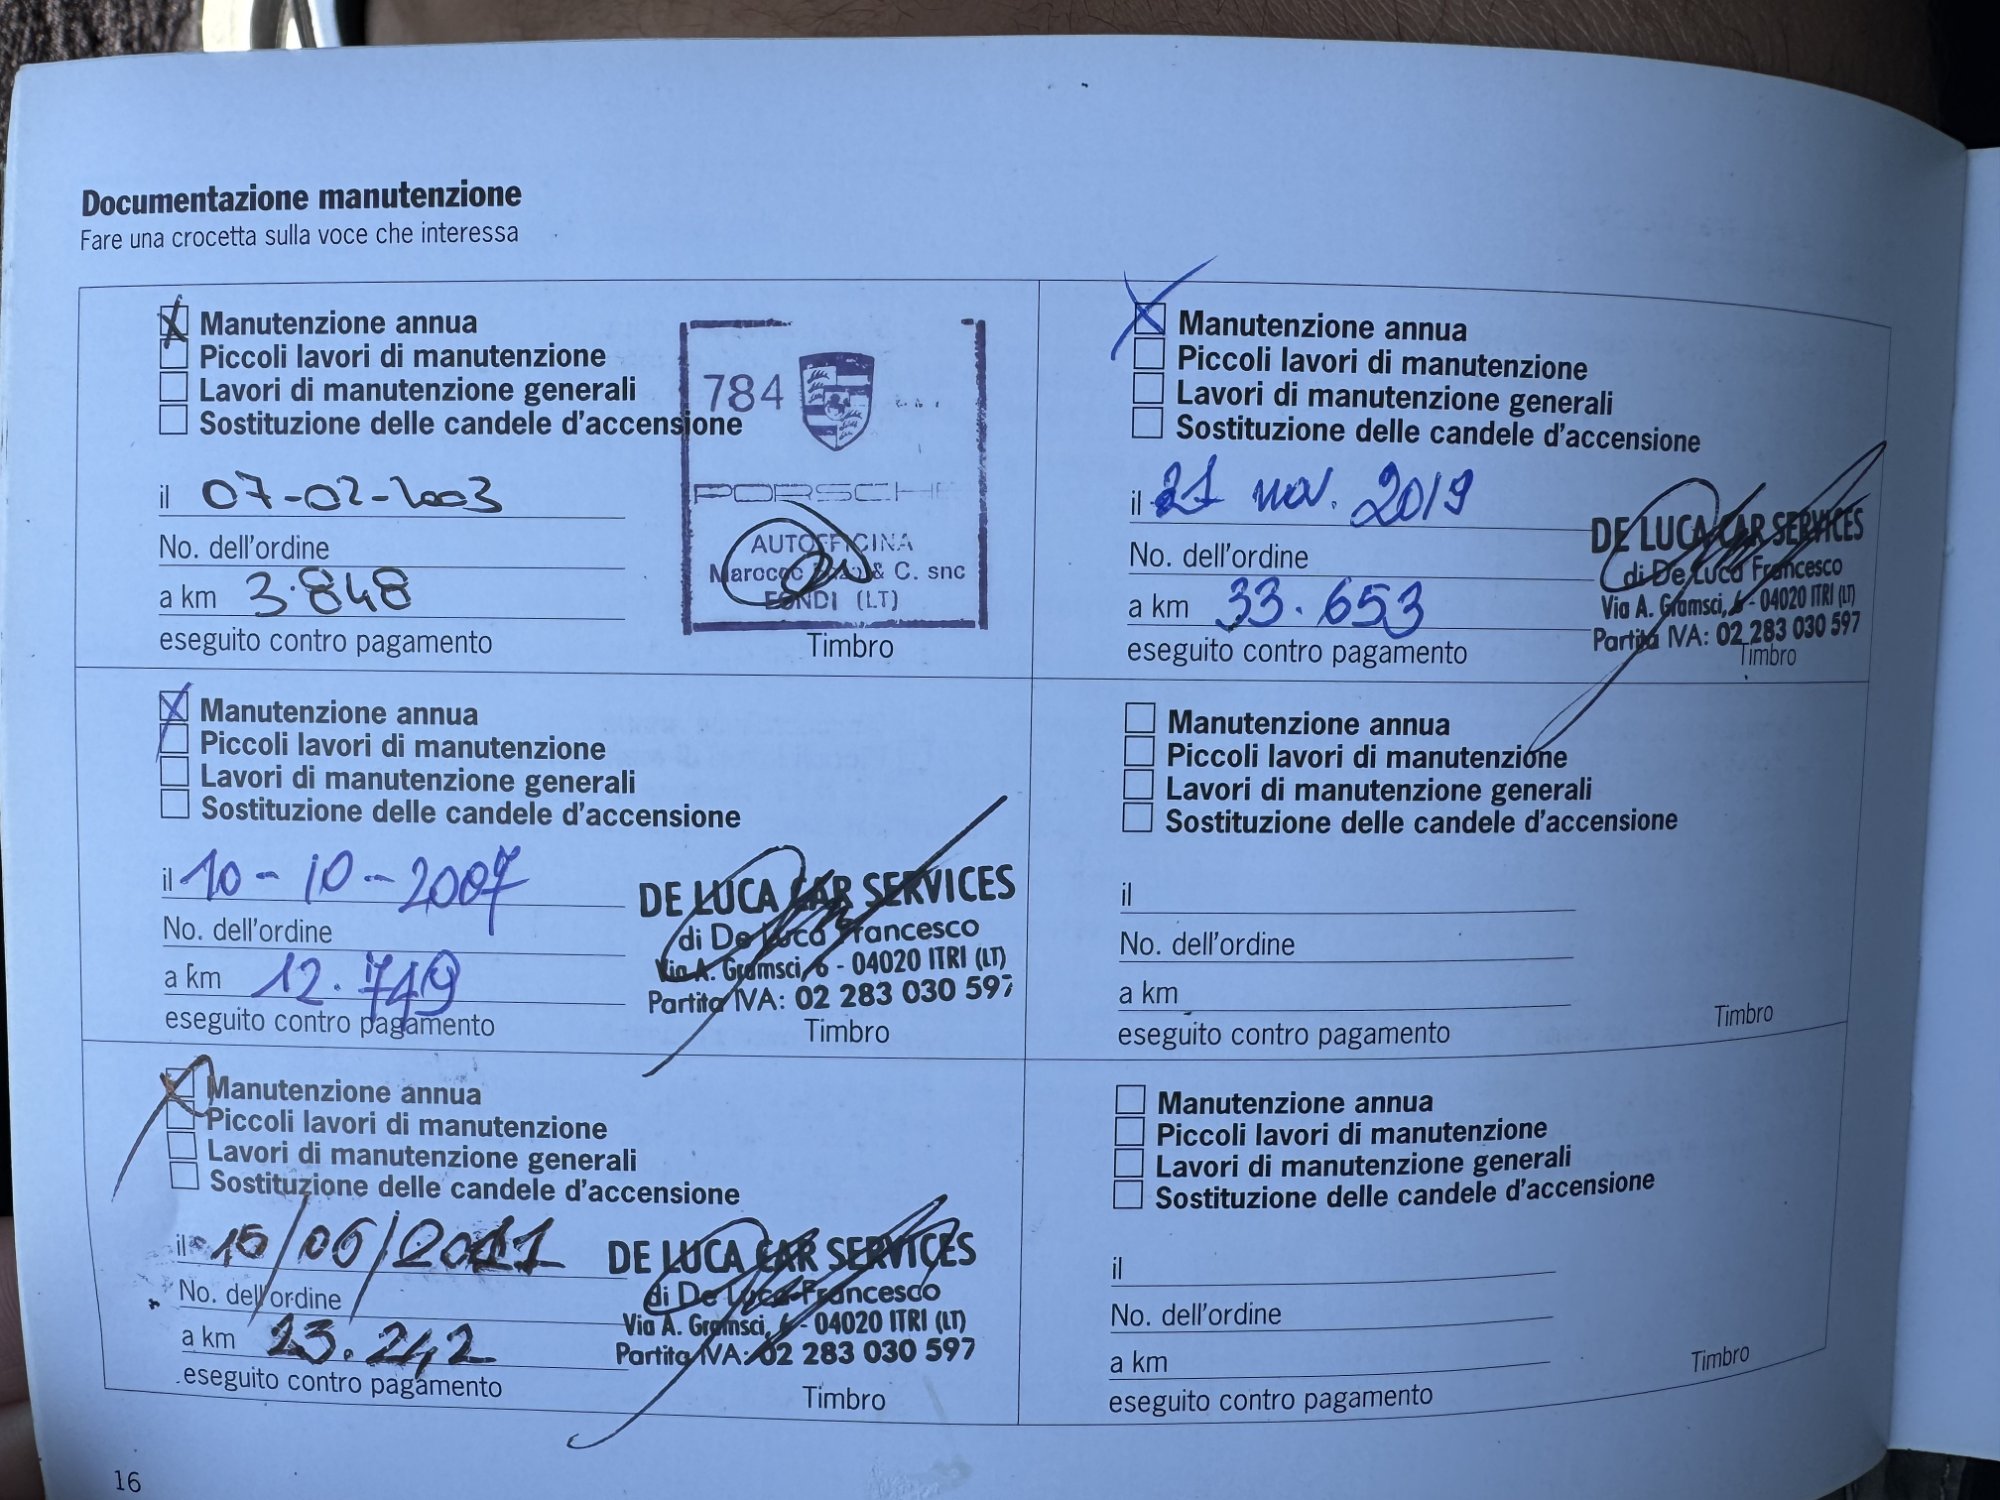 Documentazione manutenzione
Fare una crocetta sulla voce che interessa
Manutenzione annua
Piccoli lavori di manutenzione
Lavori di manutenzione generali
Sostituzione delle candele d'accensione
il 07-02-2003
No. dell'ordine
a km 3.848
eseguito contro pagamento
784
PORSCHE
AUTOFFICINA
Marococ & C. snc
FONDI (LT)
Timbro
Manutenzione annua
Piccoli lavori di manutenzione
Lavori di manutenzione generali
Sostituzione delle candele d'accensione
il 10-10-2007
No. dell'ordine
a km 12.749
eseguito contro pagamento
DE LUCA CAR SERVICES
di De Luca Francesco
Via A. Gramsci, 6 - 04020 ITRI (LT)
Partita IVA: 02 283 030 597
Timbro
Manutenzione annua
Piccoli lavori di manutenzione
Lavori di manutenzione generali
Sostituzione delle candele d'accensione
il 15/06/2011
No. dell'ordine
a km 23.242
eseguito contro pagamento
DE LUCA CAR SERVICES
di De Luca Francesco
Via A. Gramsci, 6 - 04020 ITRI (LT)
Partita IVA: 02 283 030 597
Timbro
Manutenzione annua
Piccoli lavori di manutenzione
Lavori di manutenzione generali
Sostituzione delle candele d'accensione
il 21 nov. 2019
No. dell'ordine
a km 33.653
eseguito contro pagamento
DE LUCA CAR SERVICES
di De Luca Francesco
Via A. Gramsci, 6 - 04020 ITRI (LT)
Partita IVA: 02 283 030 597
Timbro
Manutenzione annua
Piccoli lavori di manutenzione
Lavori di manutenzione generali
Sostituzione delle candele d'accensione
il
No. dell'ordine
a km
eseguito contro pagamento
Timbro
Manutenzione annua
Piccoli lavori di manutenzione
Lavori di manutenzione generali
Sostituzione delle candele d'accensione
il
No. dell'ordine
a km
eseguito contro pagamento
Timbro
16